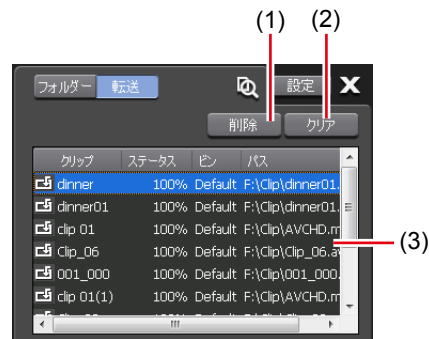 (1) (2)
フォルダー 転送 設定 X
削除 クリア
クリップ ステータス ビン パス
dinner 100% Default F:\Clip\dinner01.
dinner01 100% Default F:\Clip\dinner01.
clip 01 100% Default F:\Clip\AVCHD.m
(3)
Clip_06 100% Default F:\Clip\Clip_06.a
001_000 100% Default F:\Clip\001_000.
clip 01(1) 100% Default F:\Clip\AVCHD.m